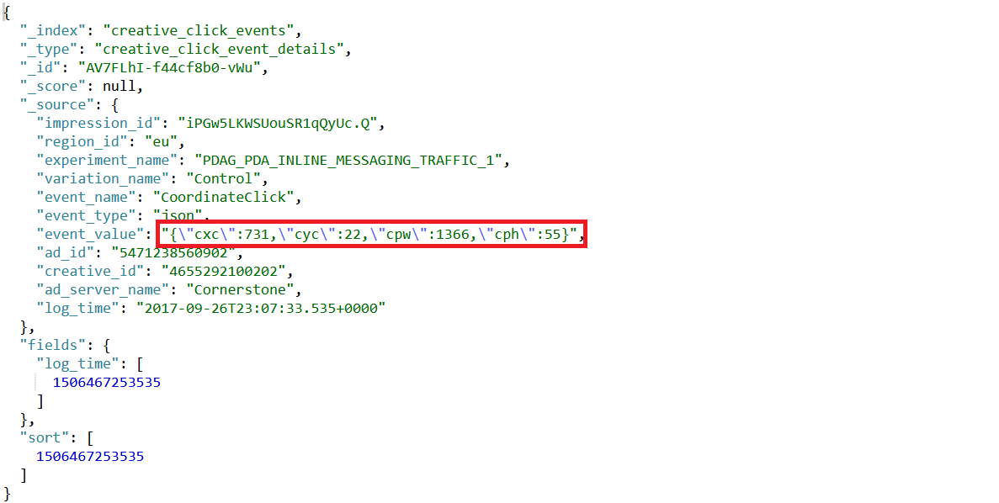 {
  "_index": "creative_click_events",
  "_type": "creative_click_event_details",
  "_id": "AV7FLhI-f44cf8b0-vWu",
  "_score": null,
  "_source": {
    "impression_id": "iPGw5LKWSUouSR1qQyUc.Q",
    "region_id": "eu",
    "experiment_name": "PDAG_PDA_INLINE_MESSAGING_TRAFFIC_1",
    "variation_name": "Control",
    "event_name": "CoordinateClick",
    "event_type": "json",
    "event_value": "{\"cxc\":731,\"cyc\":22,\"cpw\":1366,\"cph\":55}",
    "ad_id": "5471238560902",
    "creative_id": "4655292100202",
    "ad_server_name": "Cornerstone",
    "log_time": "2017-09-26T23:07:33.535+0000"
  },
  "fields": {
    "log_time": [
      1506467253535
    ]
  },
  "sort": [
    1506467253535
  ]
}